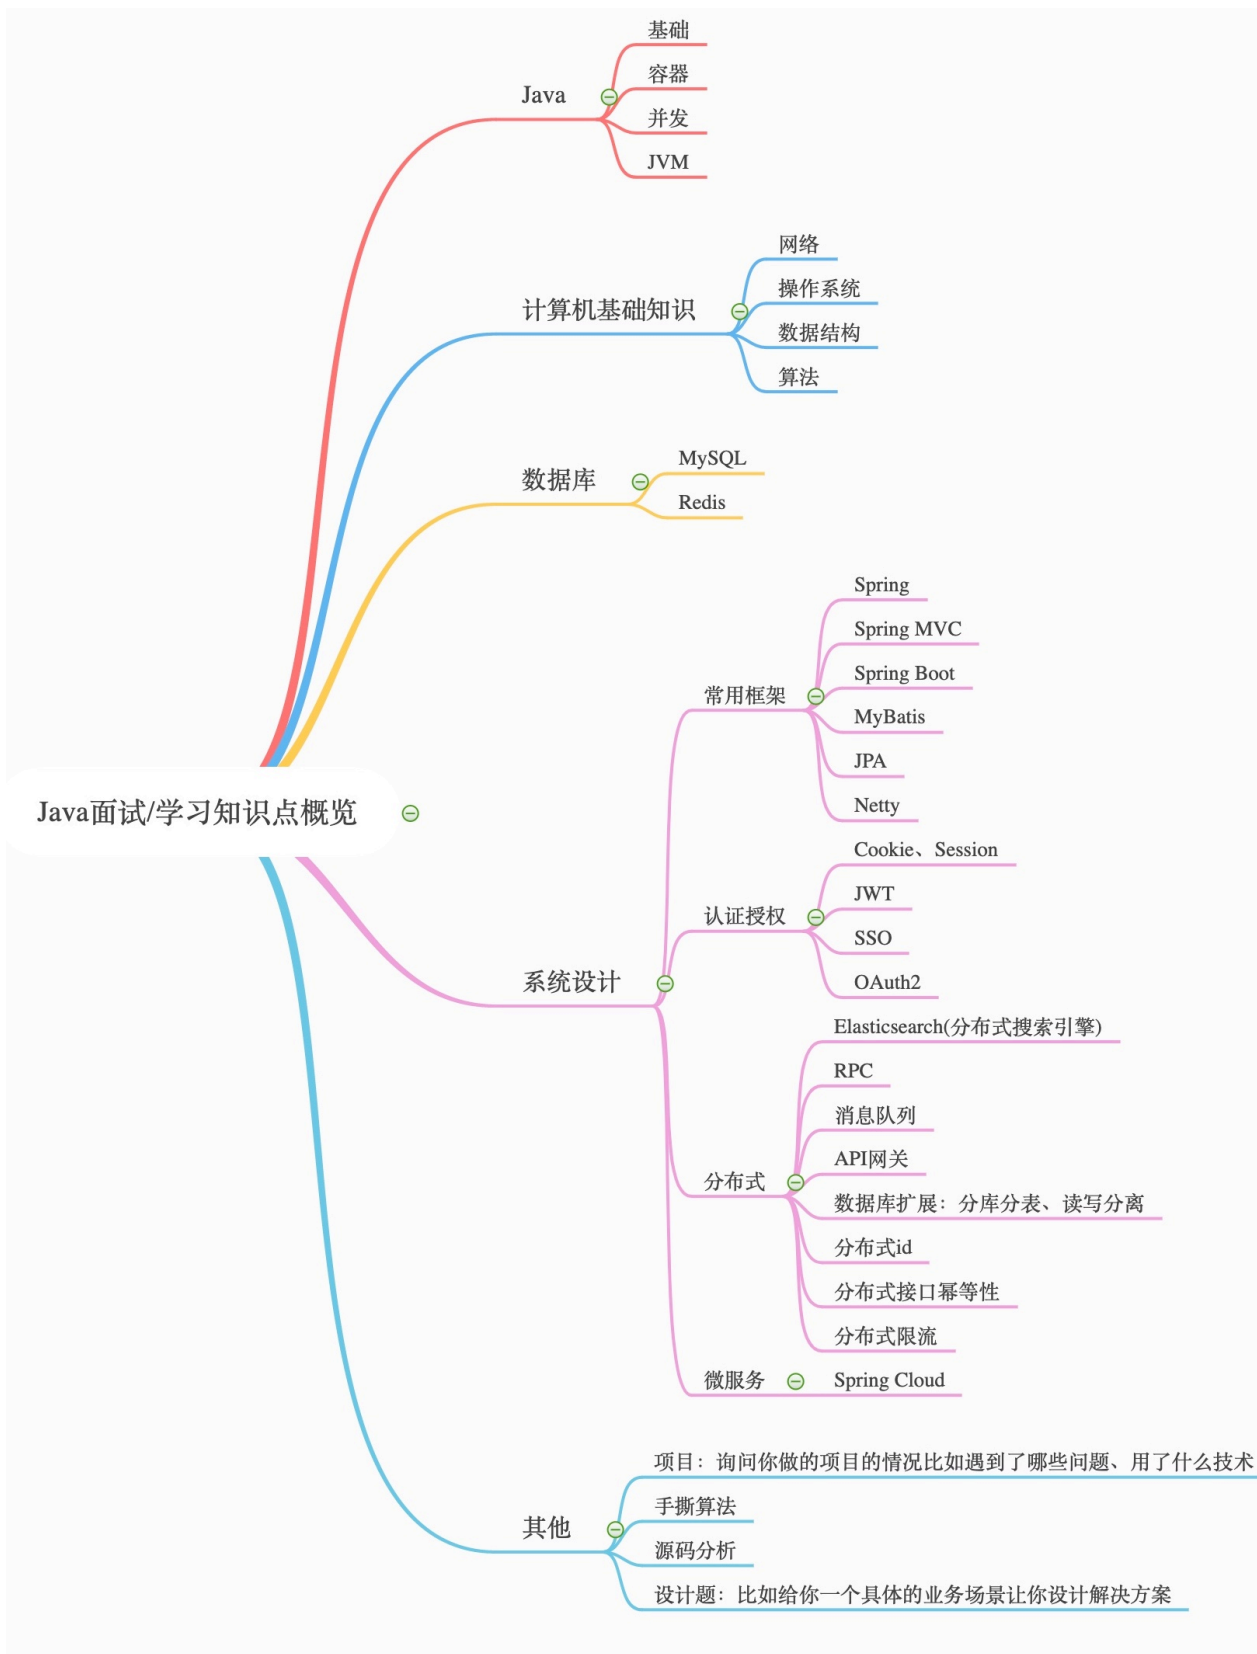 Java面试/学习知识点概览
Java
基础
容器
并发
JVM
计算机基础知识
网络
操作系统
数据结构
算法
数据库
MySQL
Redis
系统设计
常用框架
Spring
Spring MVC
Spring Boot
MyBatis
JPA
Netty
认证授权
Cookie、Session
JWT
SSO
OAuth2
分布式
Elasticsearch(分布式搜索引擎)
RPC
消息队列
API网关
数据库扩展：分库分表、读写分离
分布式id
分布式接口幂等性
分布式限流
微服务
Spring Cloud
其他
项目：询问你做的项目的情况比如遇到了哪些问题、用了什么技术
手撕算法
源码分析
设计题：比如给你一个具体的业务场景让你设计解决方案